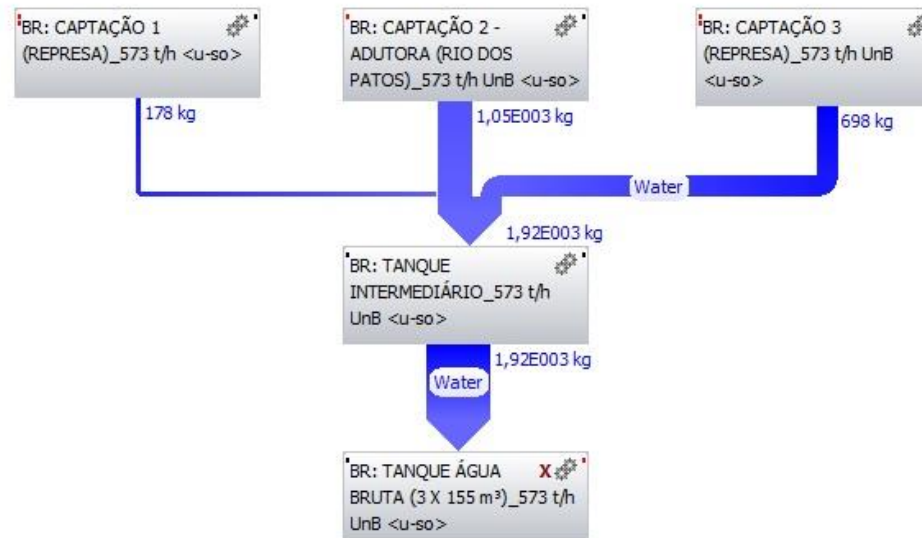 BR: CAPTAÇÃO 1
(REPRESA)_573 t/h <u-so>
BR: CAPTAÇÃO 2 -
ADUTORA (RIO DOS
PATOS)_573 t/h UnB <u-so>
BR: CAPTAÇÃO 3
(REPRESA)_573 t/h UnB
<u-so>
178 kg
1,05E003 kg
698 kg
Water
1,92E003 kg
BR: TANQUE
INTERMEDIÁRIO_573 t/h
UnB <u-so>
1,92E003 kg
Water
BR: TANQUE ÁGUA X
BRUTA (3 X 155 m³)_573 t/h
UnB <u-so>